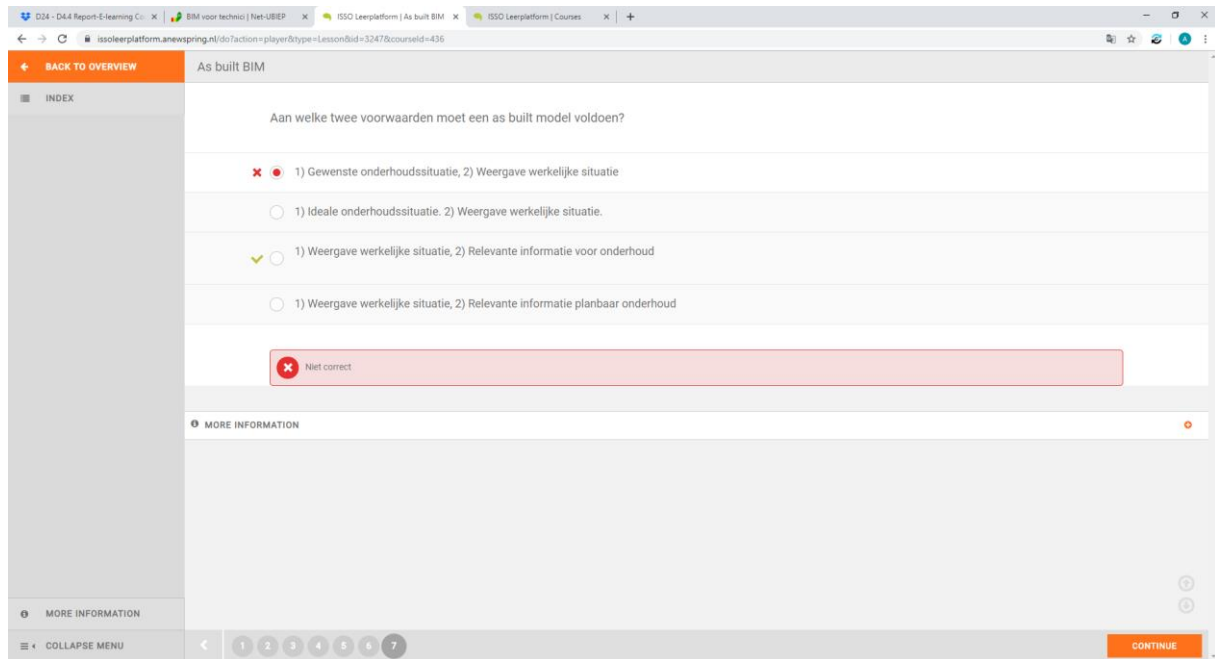 D24 - D4.4 Report-E-learning Co
BIM voor technici | Net-UBIEP
ISSO Leerplatform | As built BIM
ISSO Leerplatform | Courses
issoleerplatform.anewspring.nl/do?action=player&type=Lesson&id=3247&courseId=436
A
BACK TO OVERVIEW
As built BIM
INDEX
Aan welke twee voorwaarden moet een as built model voldoen?
1) Gewenste onderhoudssituatie, 2) Weergave werkelijke situatie
1) Ideale onderhoudssituatie. 2) Weergave werkelijke situatie.
1) Weergave werkelijke situatie, 2) Relevante informatie voor onderhoud
1) Weergave werkelijke situatie, 2) Relevante informatie planbaar onderhoud
Niet correct
MORE INFORMATION
MORE INFORMATION
COLLAPSE MENU
1 2 3 4 5 6 7
CONTINUE